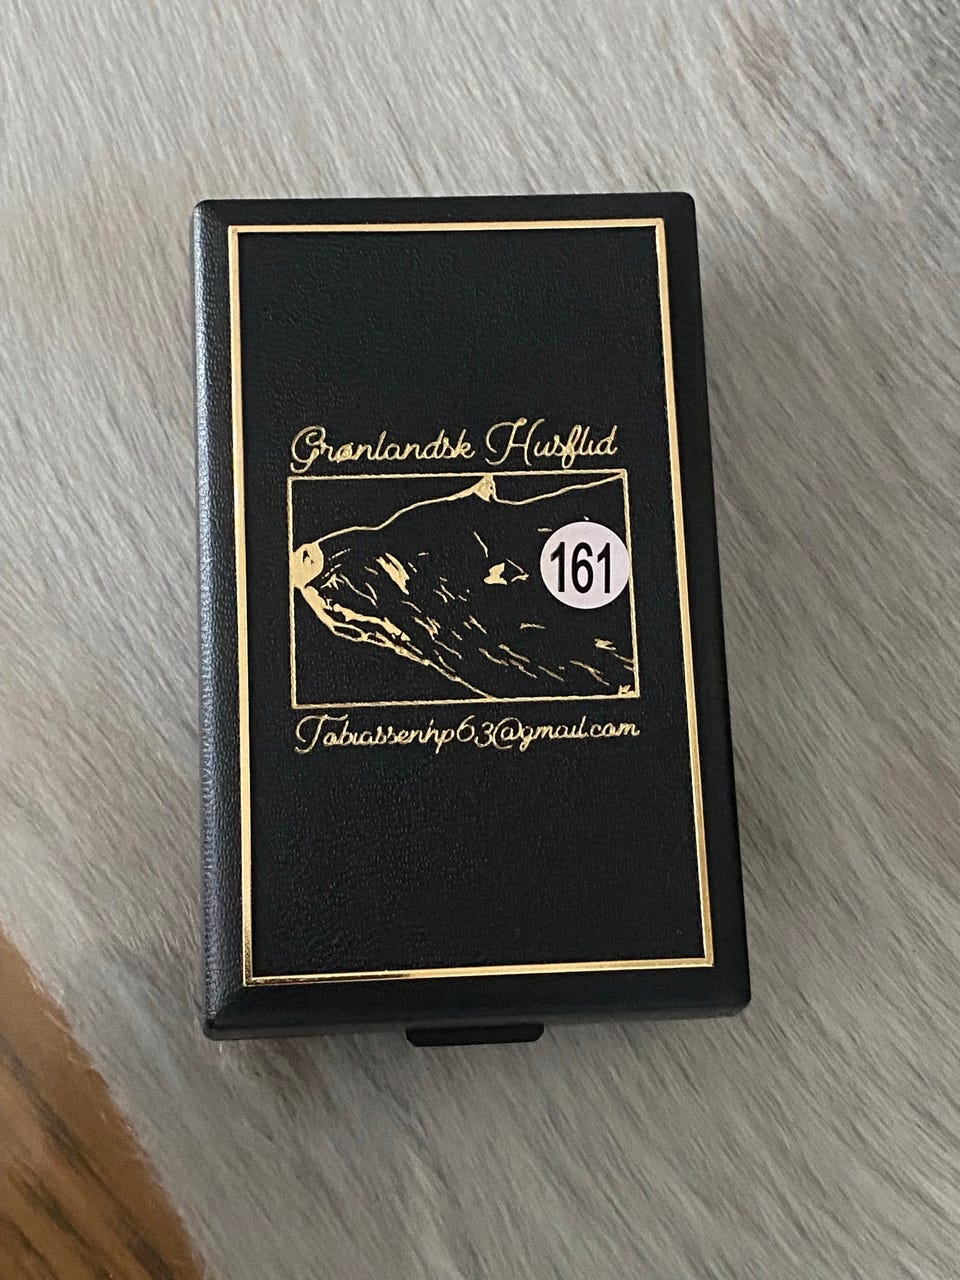 Grønlandsk Husflid
161
Tobiassenhp63@gmail.com